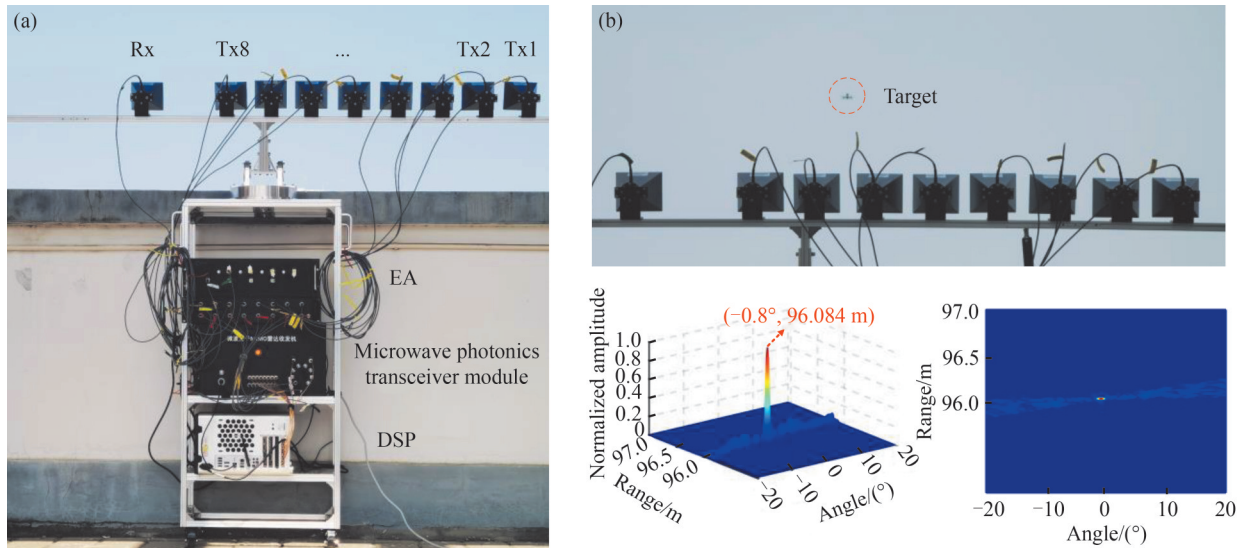 (a)
Rx
Tx8
...
Tx2
Tx1
EA
Microwave photonics
transceiver module
DSP
(b)
Target
(−0.8°, 96.084 m)
Normalized amplitude
1.0
0.8
0.6
0.4
0.2
0
97.0
96.5
96.0
Range/m
−20
−10
0
10
20
Angle/(°)
97.0
96.5
96.0
Range/m
−20
−10
0
10
20
Angle/(°)